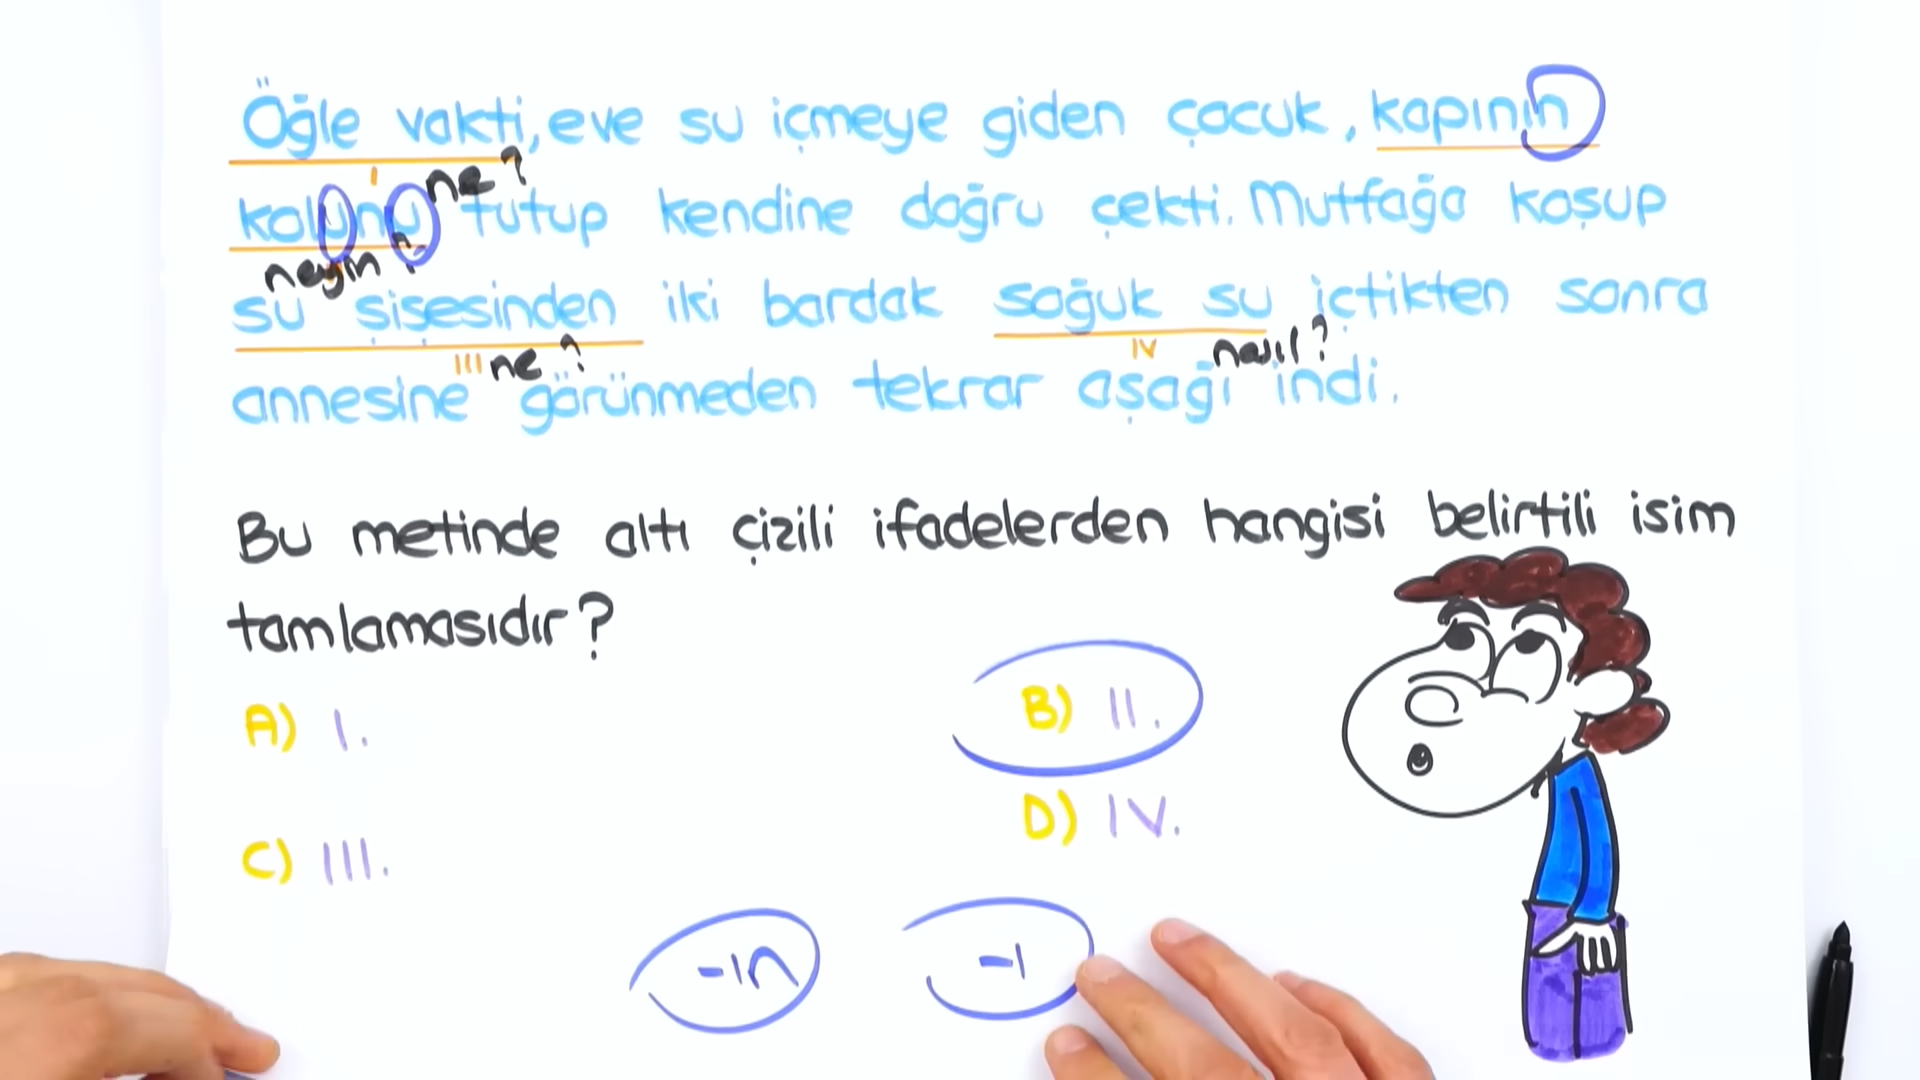 Öğle vakti, eve su içmeye giden çocuk, kapının
I ne?
kolunu tutup kendine doğru çekti. Mutfağa koşup
neyin?
su şişesinden iki bardak soğuk su içtikten sonra
III ne? IV nasıl?
annesine görünmeden tekrar aşağı indi.
Bu metinde altı çizili ifadelerden hangisi belirtili isim
tamlamasıdır?
A) I. B) II.
C) III. D) IV.
-ın -ı